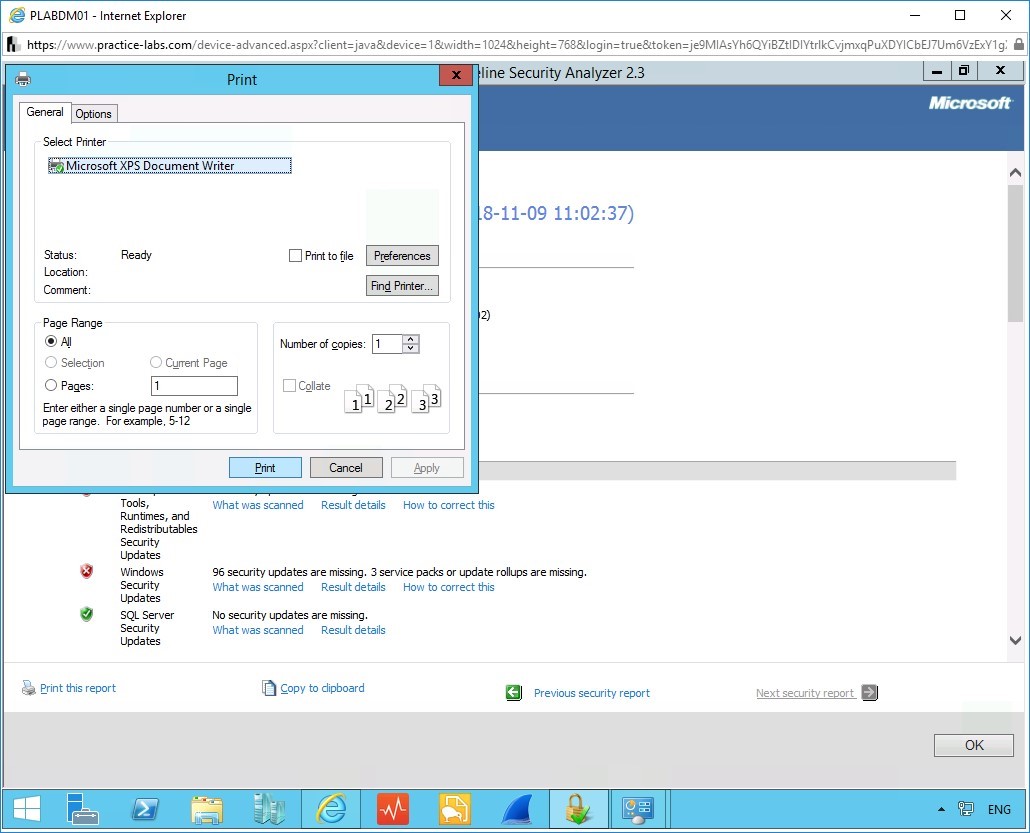 PLABDM01 - Internet Explorer
https://www.practice-labs.com/device-advanced.aspx?client=java&device=1&width=1024&height=768&login=true&token=
Print
eline Security Analyzer 2.3
Microsoft
General
Options
Select Printer
Microsoft XPS Document Writer
18-11-09 11:02:37)
Status: Ready
Print to file
Preferences
Location:
Comment:
Find Printer...
02)
Page Range
All
Selection
Current Page
Pages: 1
Enter either a single page number or a single
page range. For example, 5-12
Number of copies: 1
Collate
1 1 2 2 3 3
Print
Cancel
Apply
Tools,
Runtimes, and
Redistributables
Security
Updates
What was scanned Result details How to correct this
Windows
Security
Updates
96 security updates are missing. 3 service packs or update rollups are missing.
What was scanned Result details How to correct this
SQL Server
Security
Updates
No security updates are missing.
What was scanned Result details
Print this report
Copy to clipboard
Previous security report
Next security report
OK
ENG